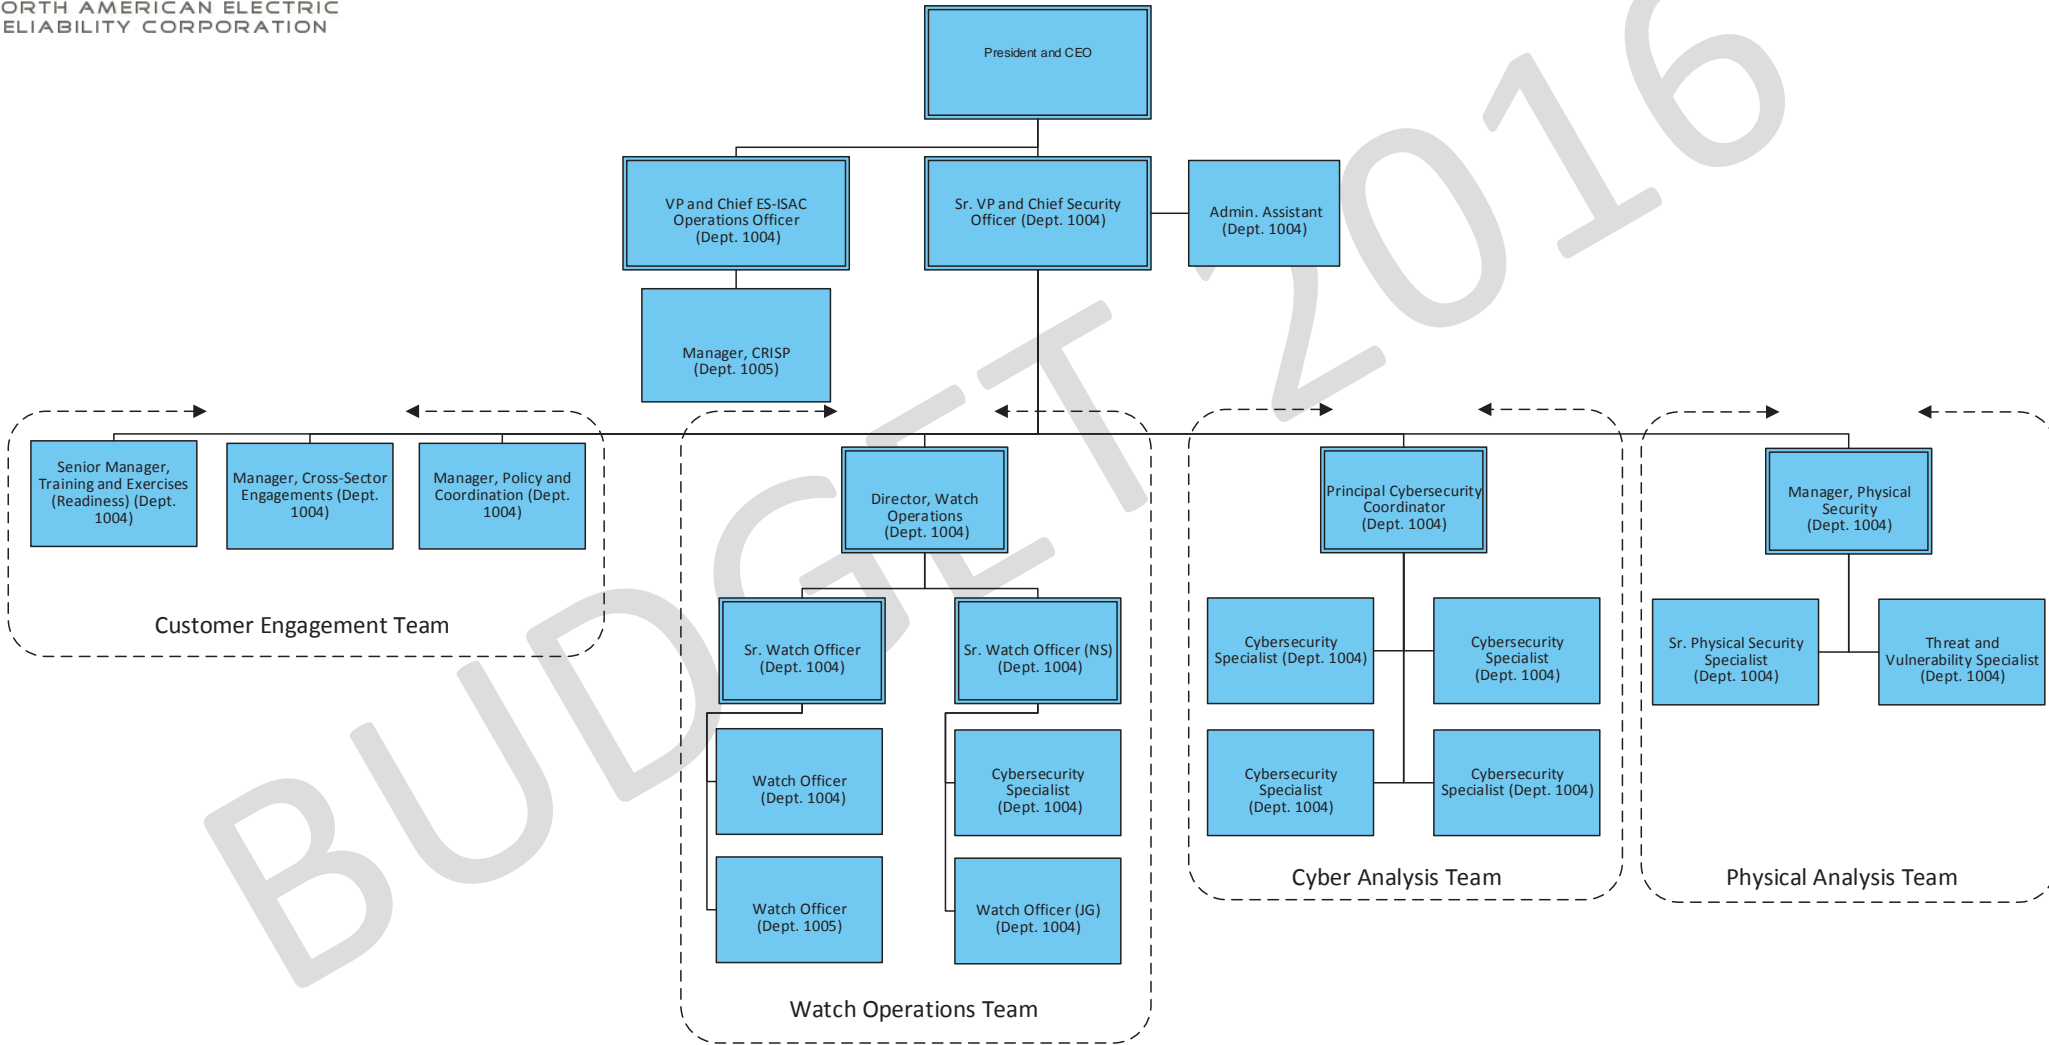 ORTH AMERICAN ELECTRIC
ELIABILITY CORPORATION
President and CEO
VP and Chief ES-ISAC
Operations Officer
(Dept. 1004)
Sr. VP and Chief Security
Officer (Dept. 1004)
Admin. Assistant
(Dept. 1004)
Manager, CRISP
(Dept. 1005)
Senior Manager,
Training and Exercises
(Readiness) (Dept.
1004)
Manager, Cross-Sector
Engagements (Dept.
1004)
Manager, Policy and
Coordination (Dept.
1004)
Customer Engagement Team
Director, Watch
Operations
(Dept. 1004)
Sr. Watch Officer
(Dept. 1004)
Sr. Watch Officer (NS)
(Dept. 1004)
Watch Officer
(Dept. 1004)
Cybersecurity
Specialist
(Dept. 1004)
Watch Officer
(Dept. 1005)
Watch Officer (JG)
(Dept. 1004)
Watch Operations Team
Principal Cybersecurity
Coordinator
(Dept. 1004)
Cybersecurity
Specialist (Dept. 1004)
Cybersecurity
Specialist
(Dept. 1004)
Cybersecurity
Specialist
(Dept. 1004)
Cybersecurity
Specialist (Dept. 1004)
Cyber Analysis Team
Manager, Physical
Security
(Dept. 1004)
Sr. Physical Security
Specialist
(Dept. 1004)
Threat and
Vulnerability Specialist
(Dept. 1004)
Physical Analysis Team
BUDGET 2016